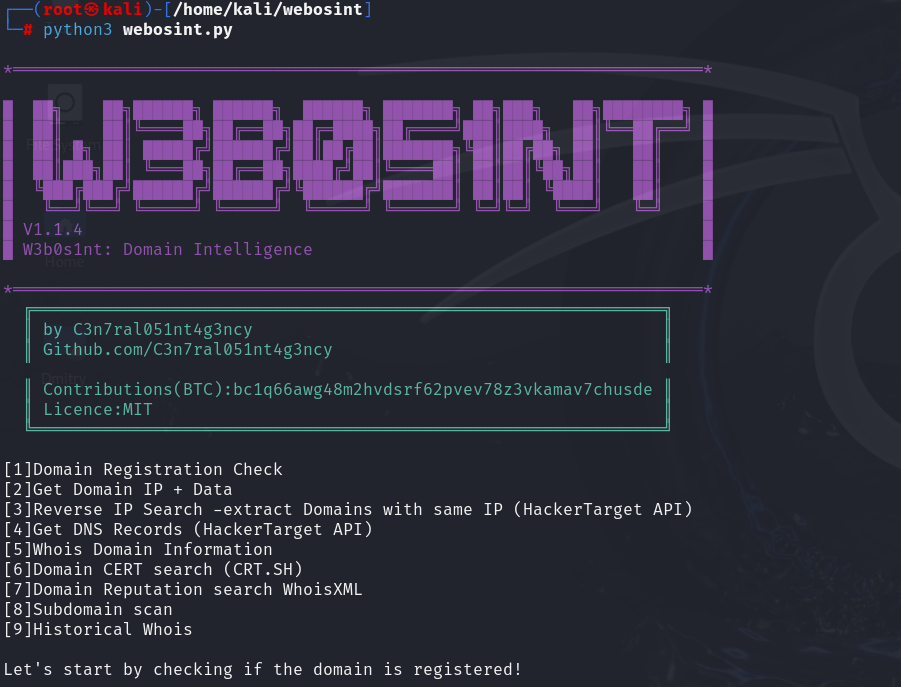 (root㉿kali)-[/home/kali/webosint]
# python3 webosint.py
W3B0S1NT
V1.1.4
W3b0s1nt: Domain Intelligence
by C3n7ral051nt4g3ncy
Github.com/C3n7ral051nt4g3ncy
Contributions(BTC):bc1q66awg48m2hvdsrf62pvev78z3vkamav7chusde
Licence:MIT
[1]Domain Registration Check
[2]Get Domain IP + Data
[3]Reverse IP Search -extract Domains with same IP (HackerTarget API)
[4]Get DNS Records (HackerTarget API)
[5]Whois Domain Information
[6]Domain CERT search (CRT.SH)
[7]Domain Reputation search WhoisXML
[8]Subdomain scan
[9]Historical Whois
Let's start by checking if the domain is registered!